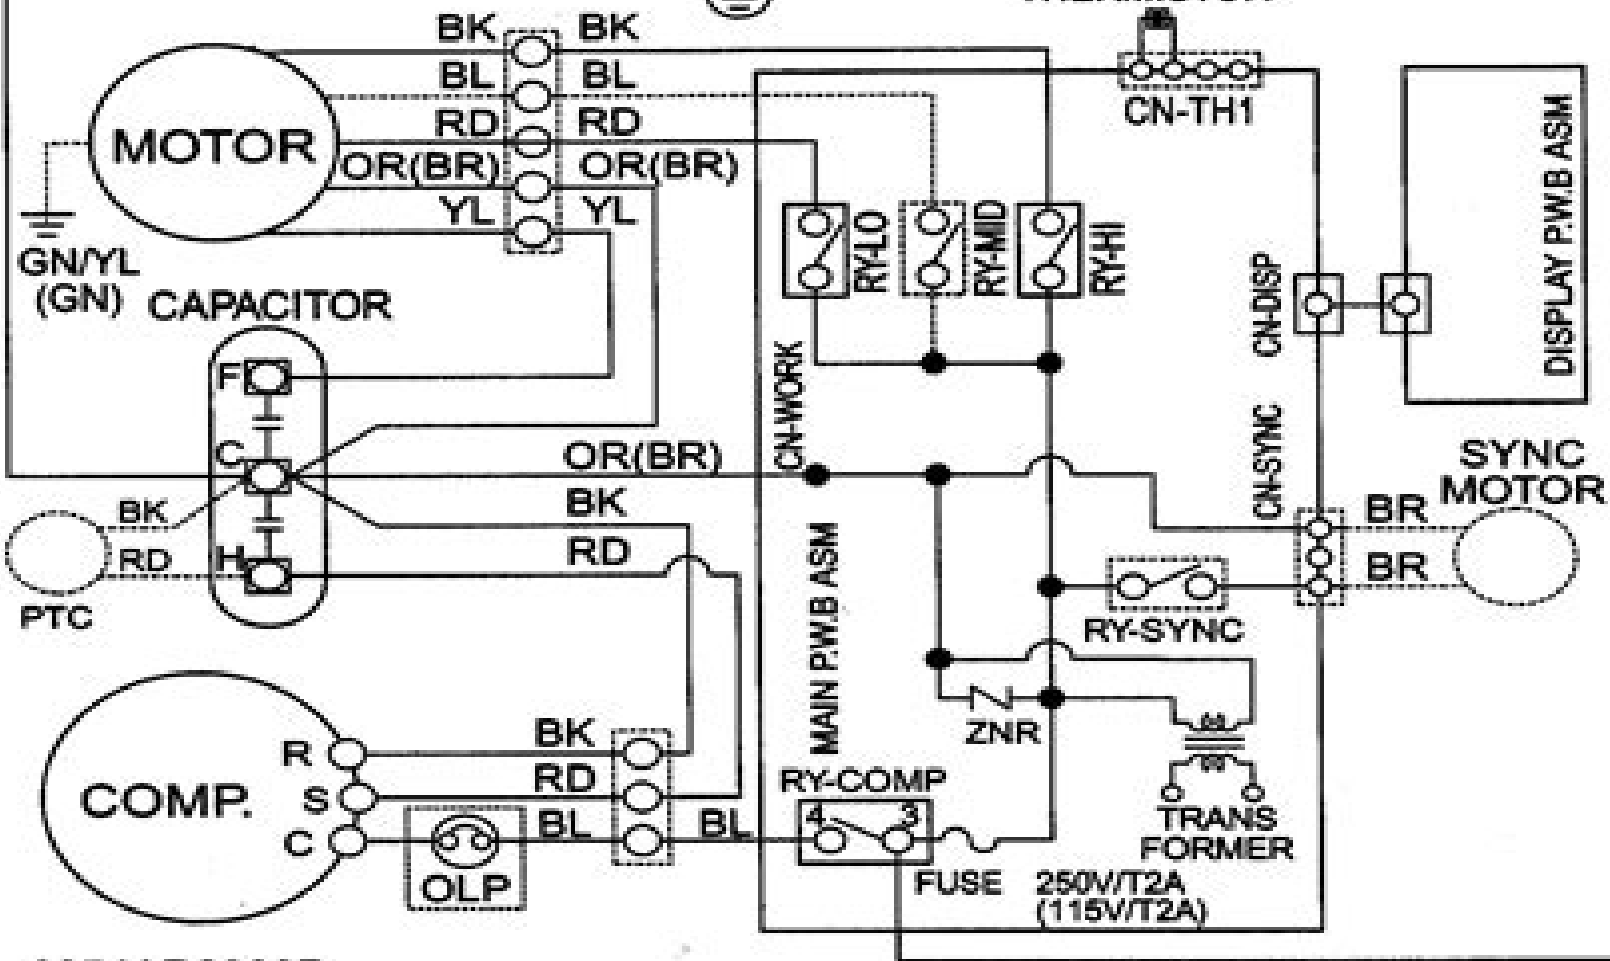 BK
BK
BL
BL
RD
RD
OR(BR)
OR(BR)
YL
YL
MOTOR
GN/YL
(GN)
CAPACITOR
F
C
H
BK
RD
PTC
OR(BR)
BK
RD
COMP.
R
S
C
BK
RD
BL
BL
OLP
CN-TH1
RY-LO
RY-MID
RY-HI
CN-WORK
CN-DISP
DISPLAY P.W.B ASM
CN-SYNC
SYNC
MOTOR
BR
BR
RY-SYNC
MAIN P.W.B ASM
ZNR
RY-COMP
4
3
TRANS
FORMER
FUSE
250V/T2A
(115V/T2A)